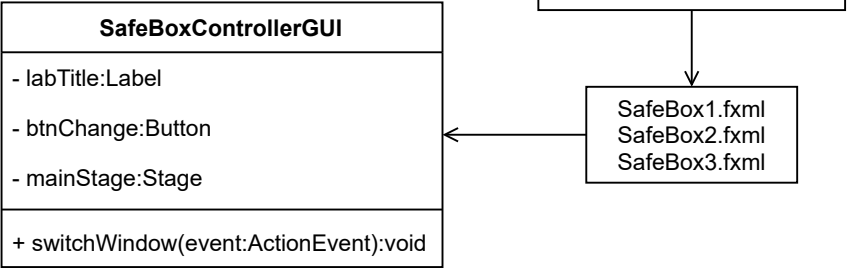 SafeBoxControllerGUI
- labTitle:Label
- btnChange:Button
- mainStage:Stage
+ switchWindow(event:ActionEvent):void
SafeBox1.fxml
SafeBox2.fxml
SafeBox3.fxml